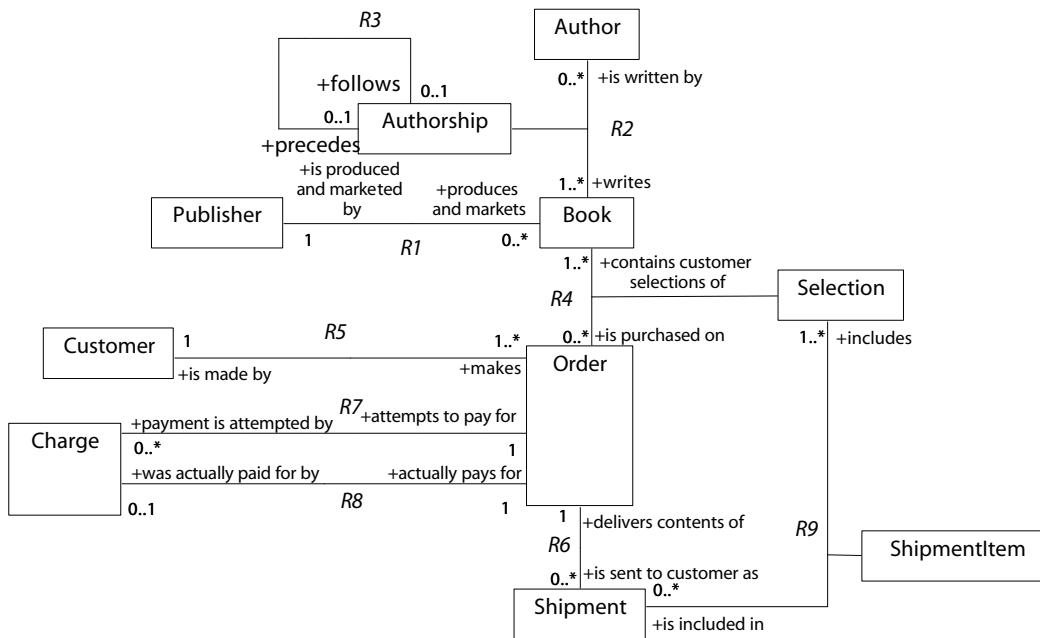 R3
Author
+follows
0..1
0..*
+is written by
0..1
Authorship
R2
+precedes
+is produced
and marketed
by
+produces
and markets
1..*
+writes
Publisher
1
R1
0..*
Book
1..*
+contains customer
selections of
R4
Selection
Customer
1
R5
1..*
0..*
+is purchased on
1..*
+includes
+is made by
+makes
Order
Charge
+payment is attempted by
R7
+attempts to pay for
0..*
1
+was actually paid for by
+actually pays for
0..1
R8
1
1
+delivers contents of
R6
R9
ShipmentItem
0..*
+is sent to customer as
Shipment
0..*
+is included in